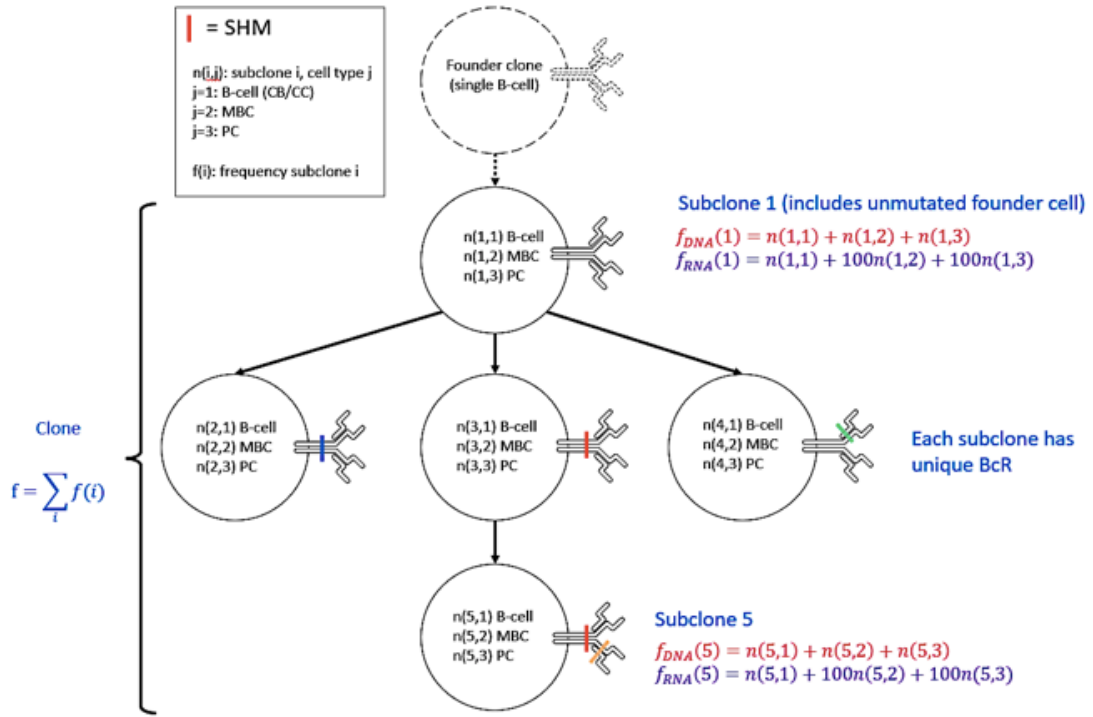 = SHM
n(i,j): subclone i, cell type j
j=1: B-cell (CB/CC)
j=2: MBC
j=3: PC
f(i): frequency subclone i
Founder clone
(single B-cell)
n(1,1) B-cell
n(1,2) MBC
n(1,3) PC
Subclone 1 (includes unmutated founder cell)
f_DNA(1) = n(1,1) + n(1,2) + n(1,3)
f_RNA(1) = n(1,1) + 100n(1,2) + 100n(1,3)
Clone
f = ∑_i f(i)
n(2,1) B-cell
n(2,2) MBC
n(2,3) PC
n(3,1) B-cell
n(3,2) MBC
n(3,3) PC
n(4,1) B-cell
n(4,2) MBC
n(4,3) PC
Each subclone has
unique BcR
n(5,1) B-cell
n(5,2) MBC
n(5,3) PC
Subclone 5
f_DNA(5) = n(5,1) + n(5,2) + n(5,3)
f_RNA(5) = n(5,1) + 100n(5,2) + 100n(5,3)